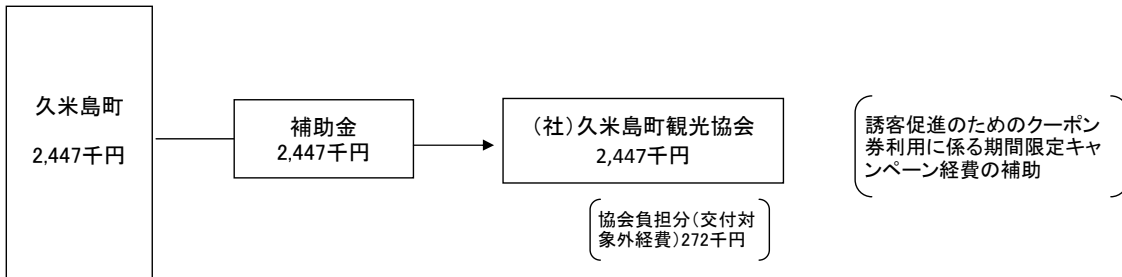 久米島町
2,447千円
補助金
2,447千円
（社）久米島町観光協会
2,447千円
誘客促進のためのクーポン
券利用に係る期間限定キャ
ンペーン経費の補助
協会負担分（交付対
象外経費）272千円